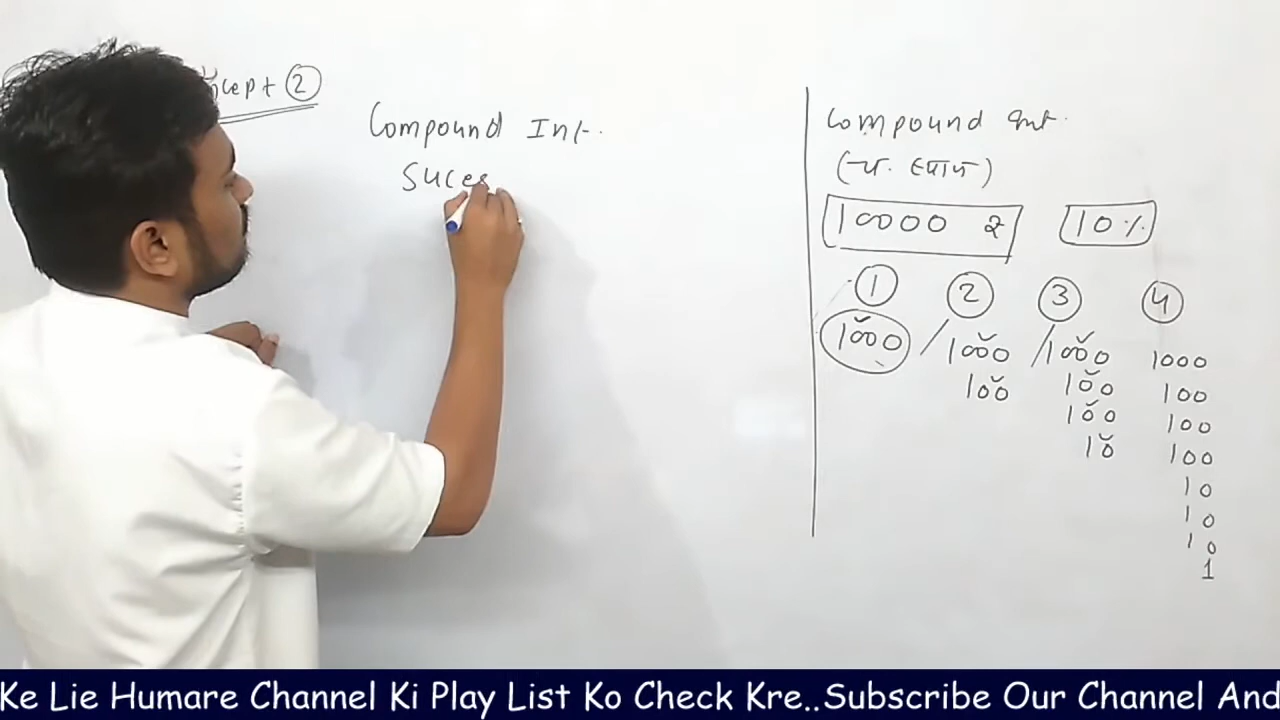 cept 2
Compound Int.
Suces
Compound Int.
(च. ब्याज)
10000 ₹ 10%
1 2 3 4
1000 1000 1000 1000
100 100 100
100 100
10 100
10
10
10
1
Ke Lie Humare Channel Ki Play List Ko Check Kre..Subscribe Our Channel And